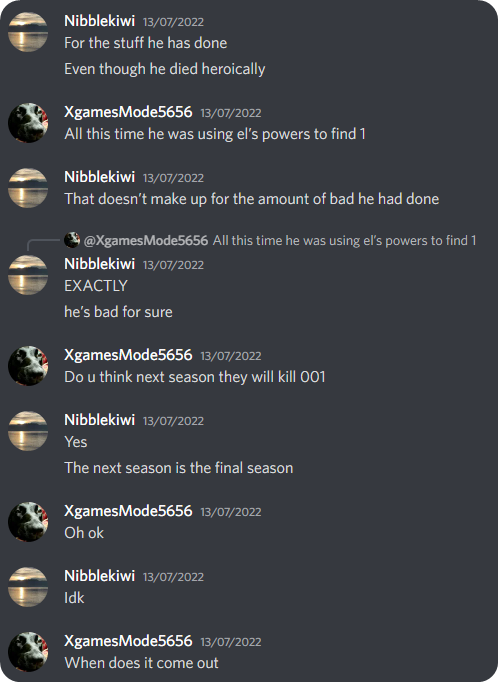 Nibblekiwi 13/07/2022
For the stuff he has done
Even though he died heroically
XgamesMode5656 13/07/2022
All this time he was using el’s powers to find 1
Nibblekiwi 13/07/2022
That doesn’t make up for the amount of bad he had done
@XgamesMode5656 All this time he was using el’s powers to find 1
Nibblekiwi 13/07/2022
EXACTLY
he’s bad for sure
XgamesMode5656 13/07/2022
Do u think next season they will kill 001
Nibblekiwi 13/07/2022
Yes
The next season is the final season
XgamesMode5656 13/07/2022
Oh ok
Nibblekiwi 13/07/2022
Idk
XgamesMode5656 13/07/2022
When does it come out